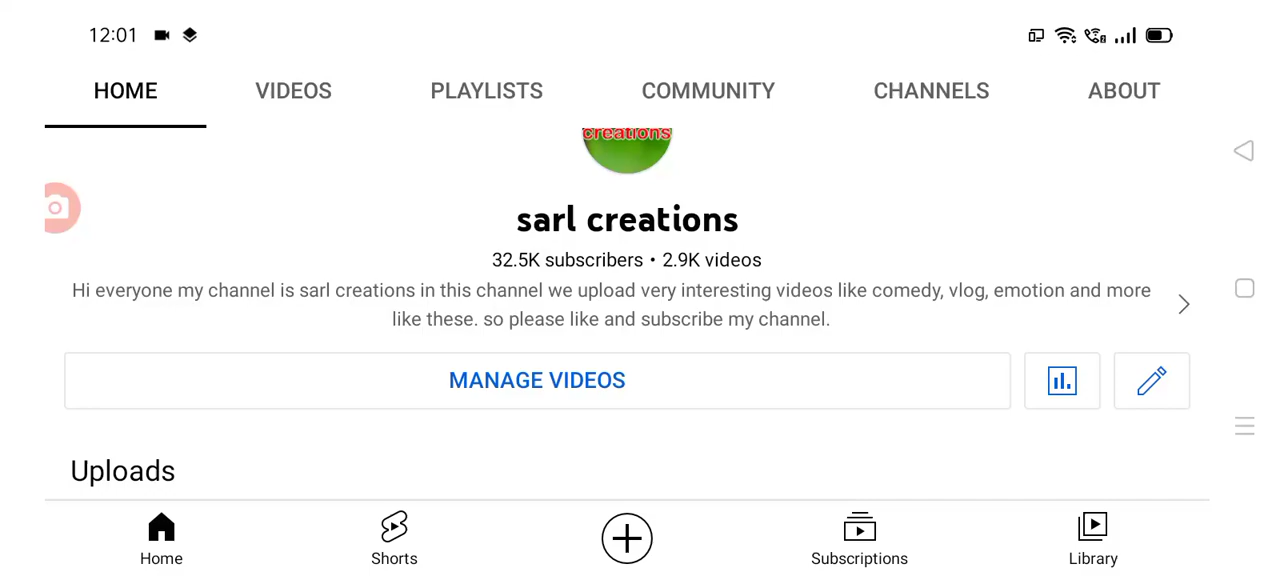 12:01
HOME VIDEOS PLAYLISTS COMMUNITY CHANNELS ABOUT
creations
sarl creations
32.5K subscribers • 2.9K videos
Hi everyone my channel is sarl creations in this channel we upload very interesting videos like comedy, vlog, emotion and more
like these. so please like and subscribe my channel.
MANAGE VIDEOS
Uploads
Home Shorts Subscriptions Library